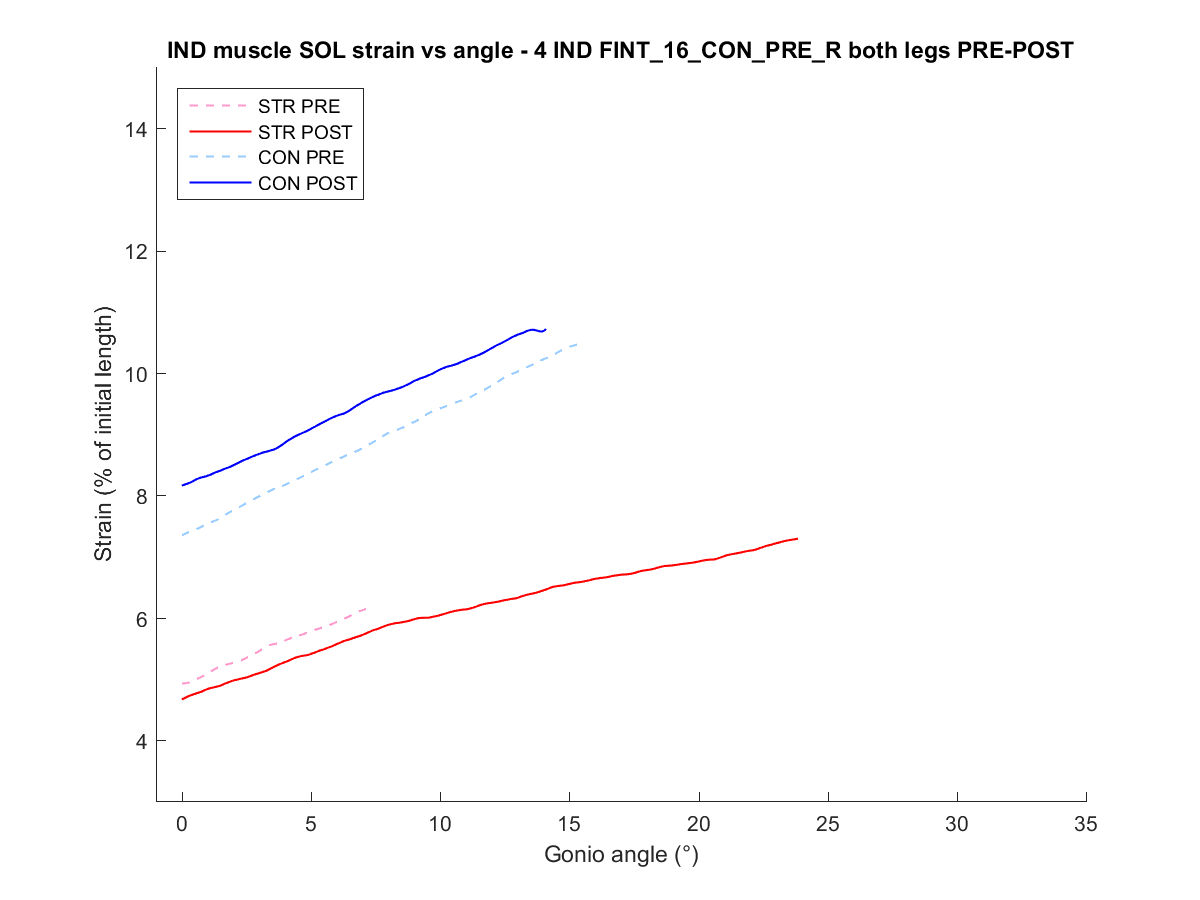 IND muscle SOL strain vs angle - 4 IND FINT_16_CON_PRE_R both legs PRE-POST
STR PRE
STR POST
CON PRE
CON POST
14
12
10
8
6
4
Strain (% of initial length)
0 5 10 15 20 25 30 35
Gonio angle (°)